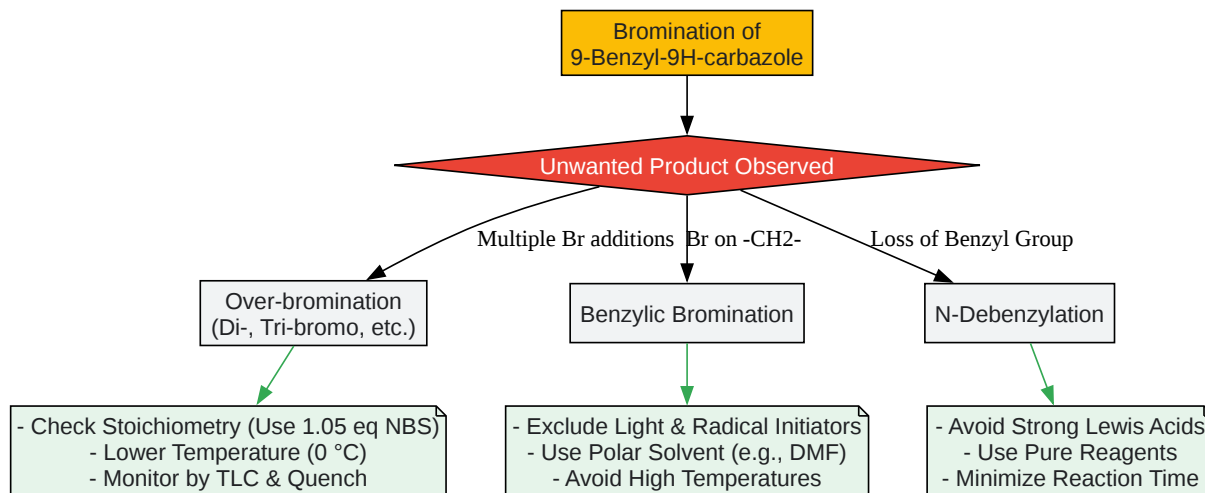 Bromination of
9-Benzyl-9H-carbazole
Unwanted Product Observed
Multiple Br additions
Br on -CH2-
Loss of Benzyl Group
Over-bromination
(Di-, Tri-bromo, etc.)
Benzylic Bromination
N-Debenzylation
- Check Stoichiometry (Use 1.05 eq NBS)
- Lower Temperature (0 °C)
- Monitor by TLC & Quench
- Exclude Light & Radical Initiators
- Use Polar Solvent (e.g., DMF)
- Avoid High Temperatures
- Avoid Strong Lewis Acids
- Use Pure Reagents
- Minimize Reaction Time